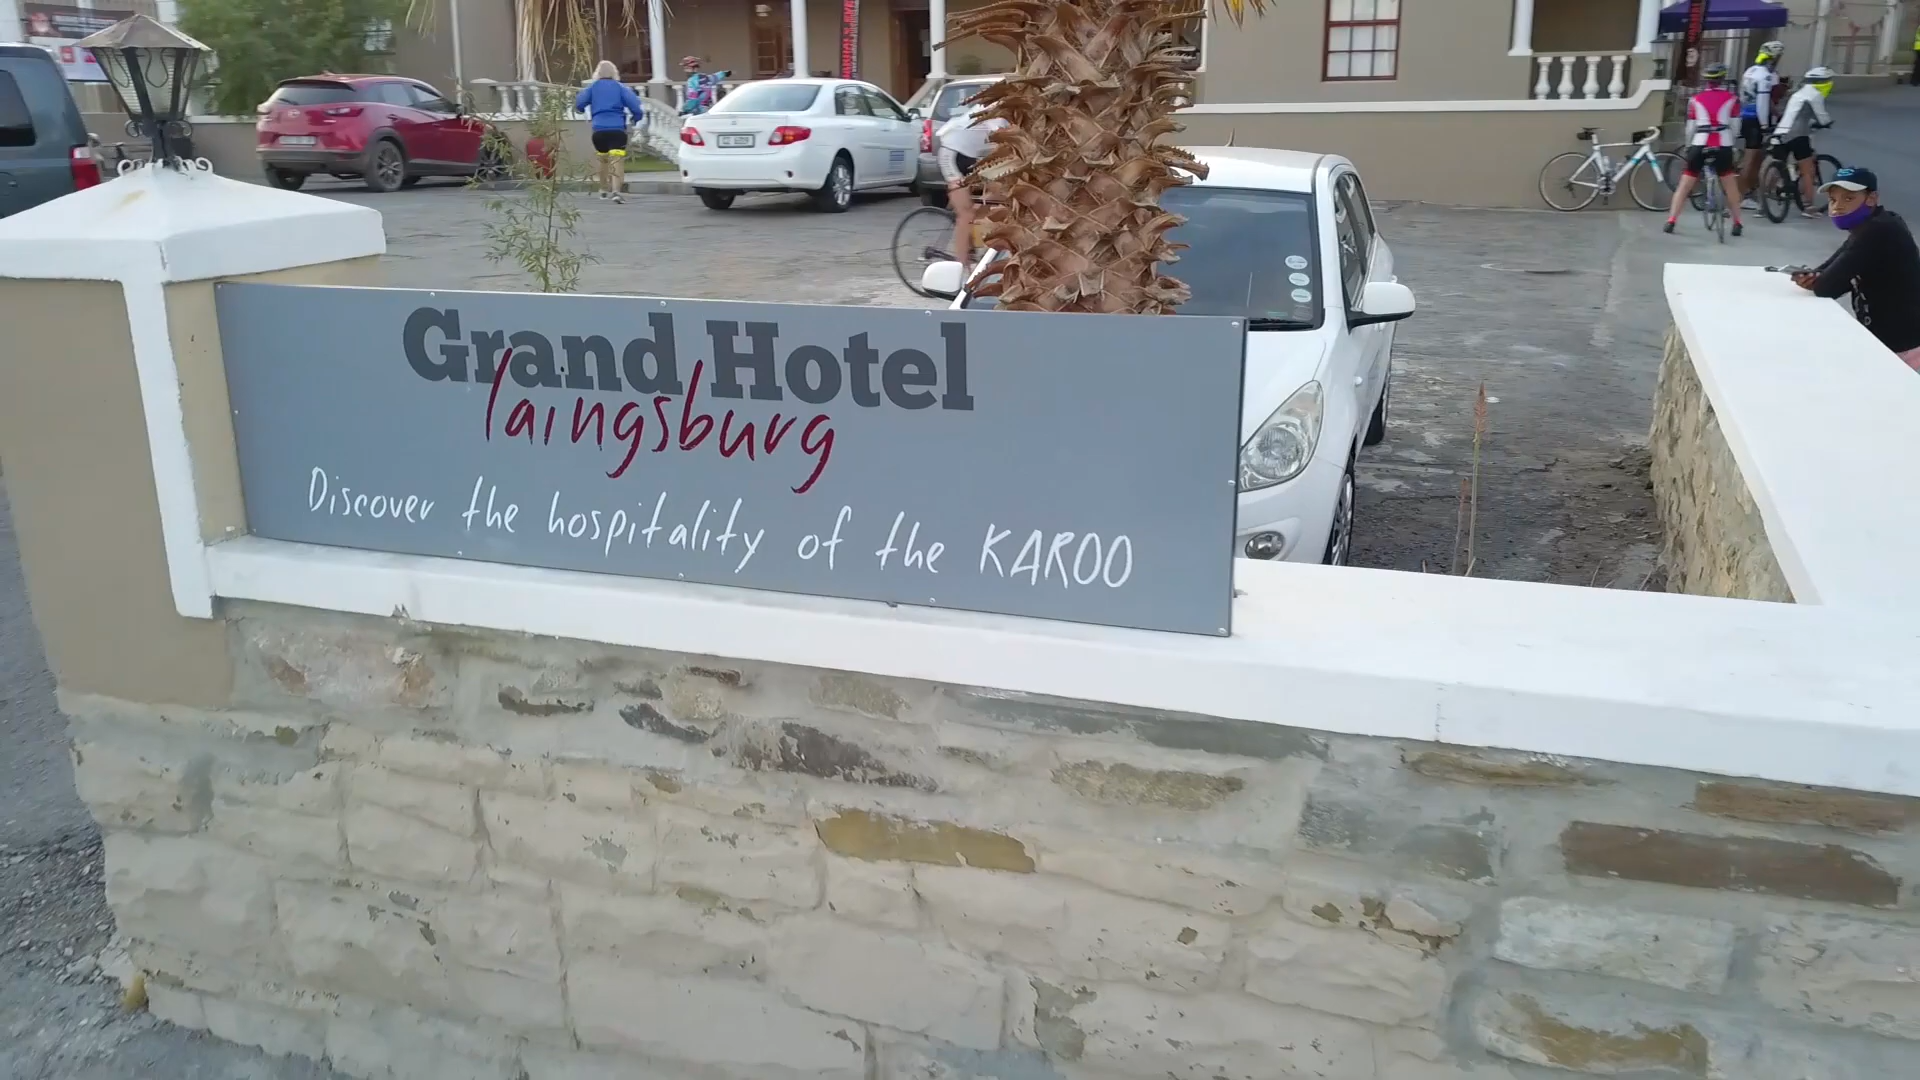 Grand Hotel
laingsburg
Discover the hospitality of the KAROO